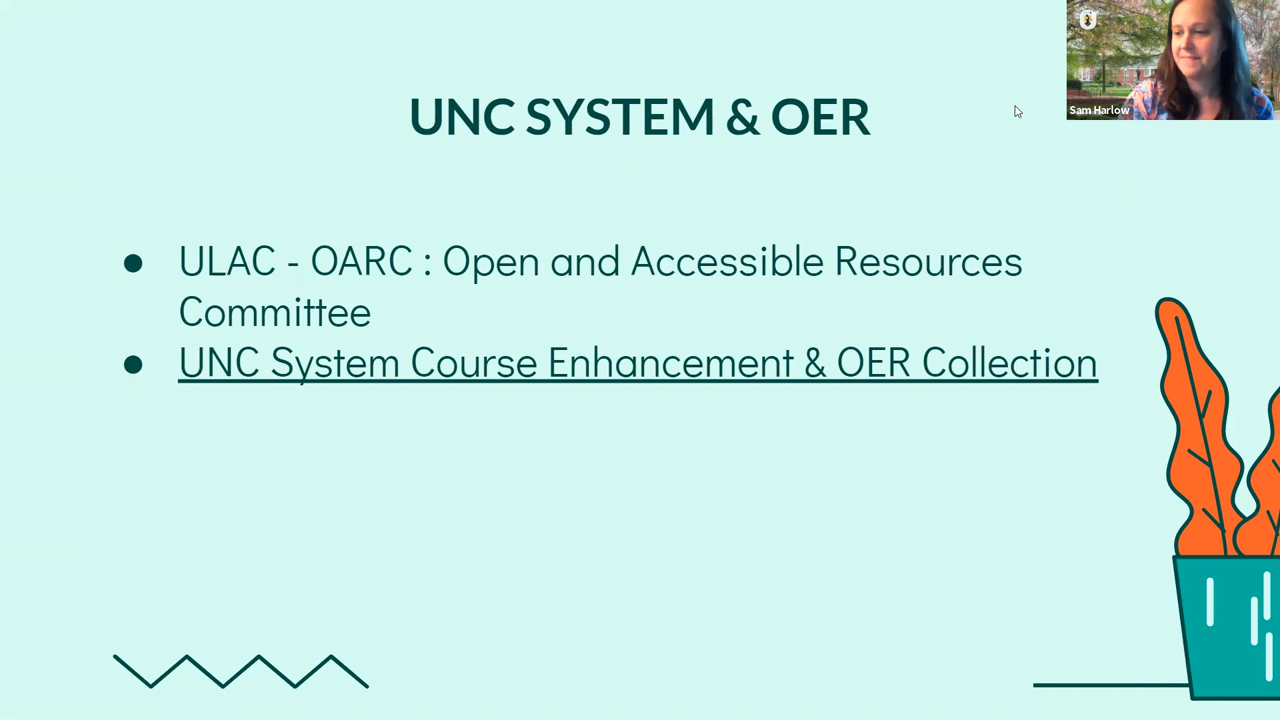 Sam Harlow
UNC SYSTEM & OER
● ULAC - OARC : Open and Accessible Resources
Committee
● UNC System Course Enhancement & OER Collection